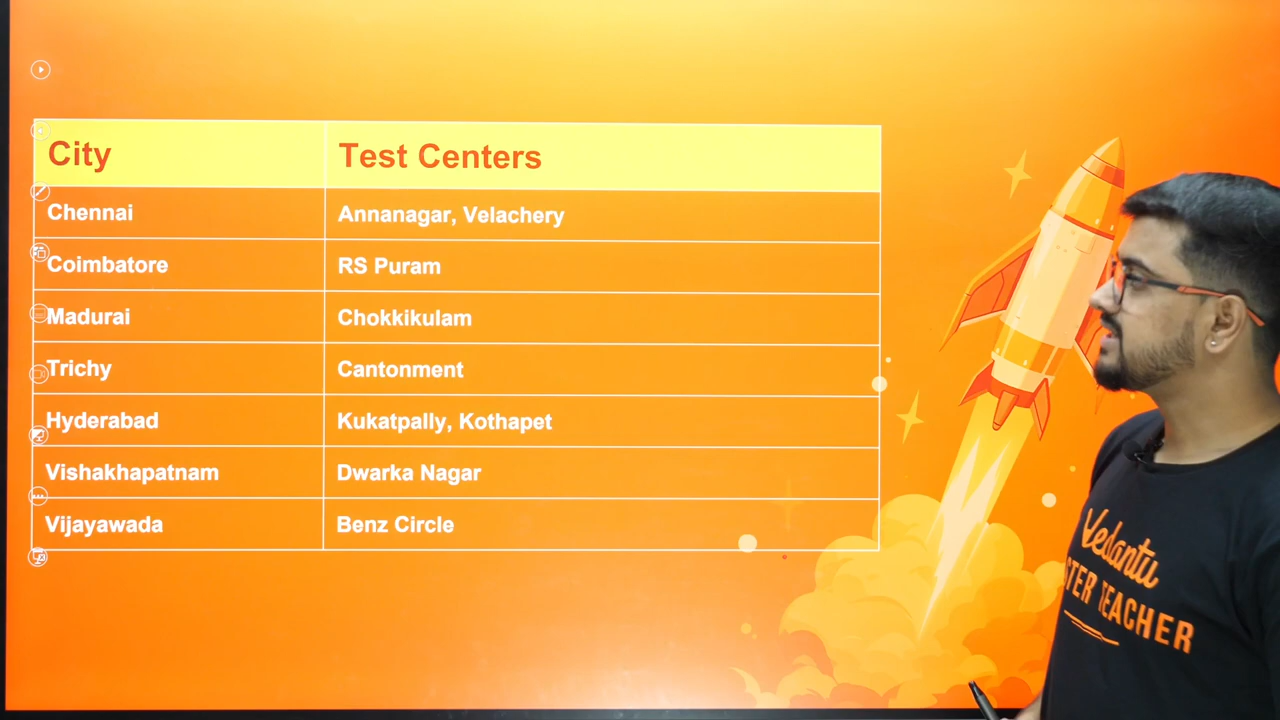 City Test Centers
Chennai Annanagar, Velachery
Coimbatore RS Puram
Madurai Chokkikulam
Trichy Cantonment
Hyderabad Kukatpally, Kothapet
Vishakhapatnam Dwarka Nagar
Vijayawada Benz Circle
Vedantu
STER TEACHER